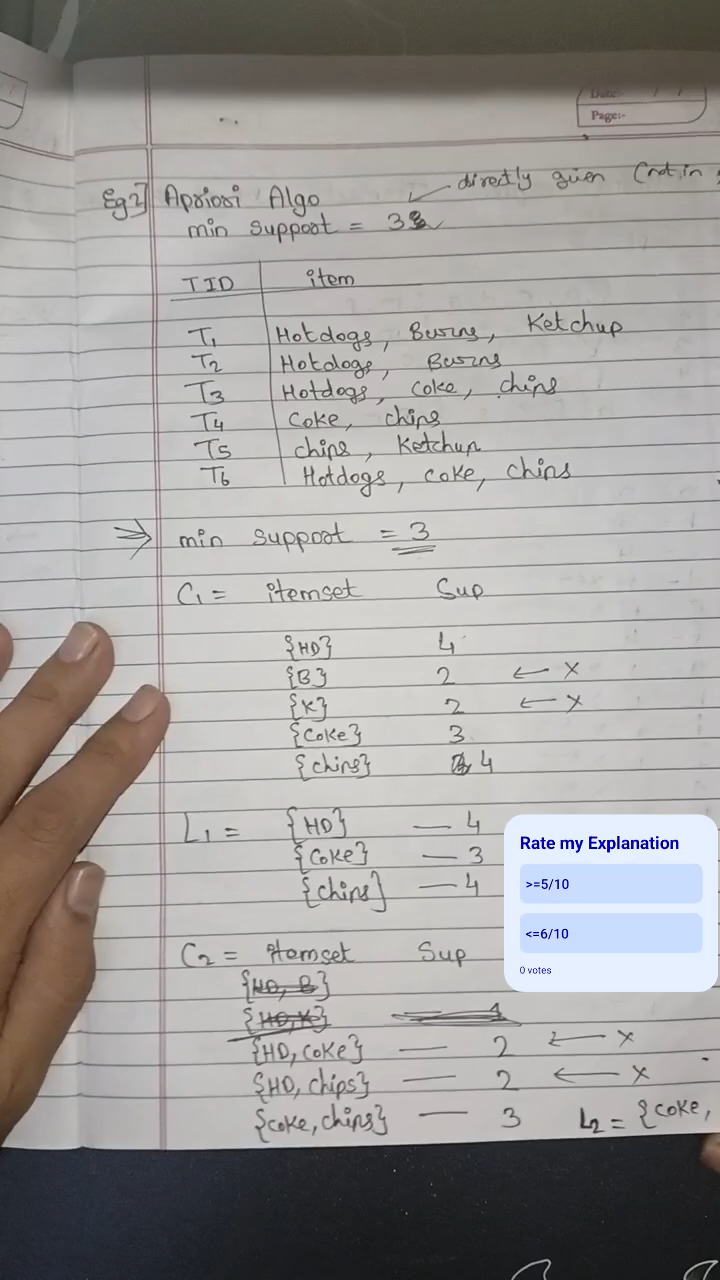 Date:- / /
Page:-
Eg2] Apriori Algo ← directly given (not in
min support = 3
TID item
T1 Hotdogs, Buns, Ketchup
T2 Hotdogs, Buns
T3 Hotdogs, Coke, chips
T4 Coke, chips
T5 chips, Ketchup
T6 Hotdogs, Coke, Chips
⇒ min support = 3
C1 = itemset Sup
{HD} 4
{B} 2 ← x
{K} 2 ← x
{Coke} 3
{chips} 4
L1 = {HD} — 4
{Coke} — 3
{chips} — 4
Rate my Explanation
>=5/10
<=6/10
0 votes
C2 = Itemset Sup
{HD, B}
{HD, K}
{HD, Coke} — 2 ← x
{HD, chips} — 2 ← x
{coke, chips} — 3 L2 = {coke,